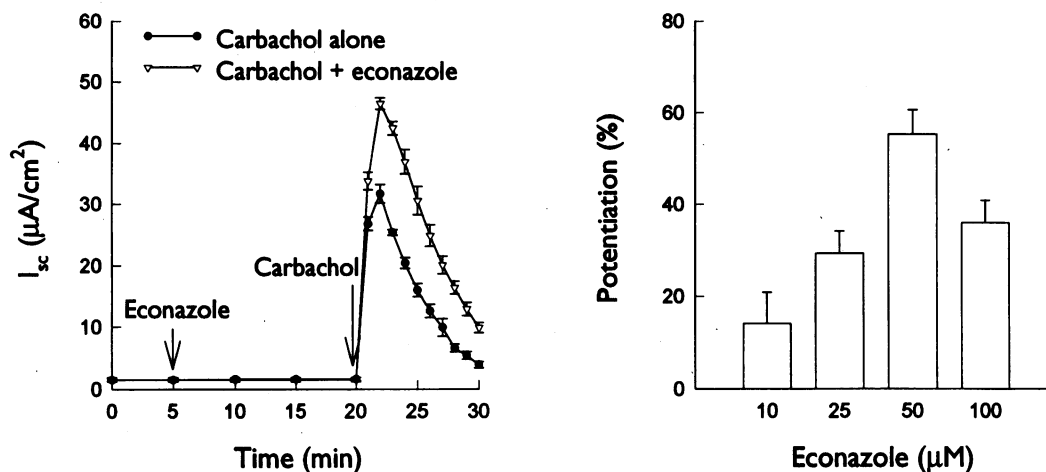 60
50
40
30
20
10
0
I_sc (μA/cm²)
Carbachol alone
Carbachol + econazole
Carbachol
Econazole
0 5 10 15 20 25 30
Time (min)
80
60
40
20
0
Potentiation (%)
10 25 50 100
Econazole (μM)